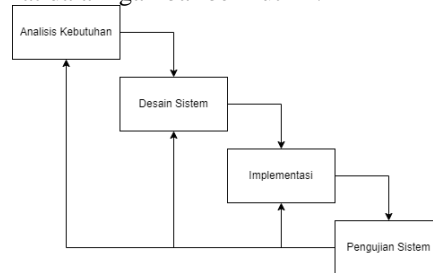 Analisis Kebutuhan
Desain Sistem
Implementasi
Pengujian Sistem